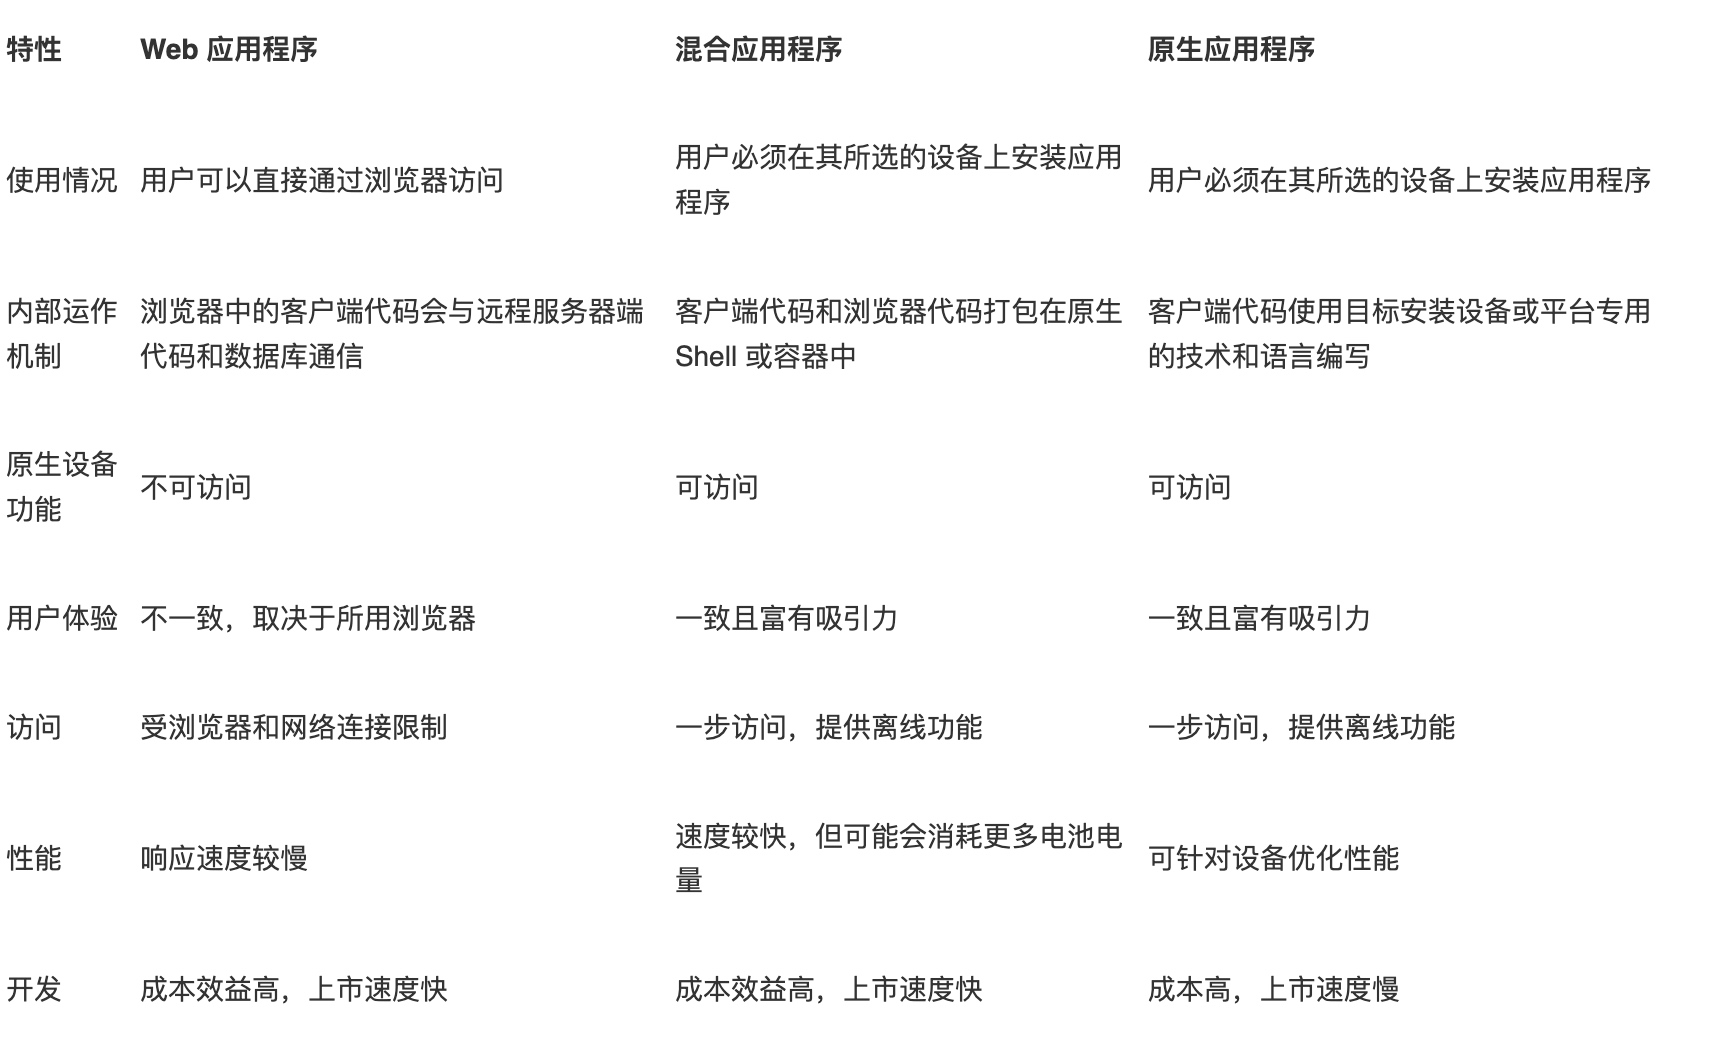 特性 Web 应用程序 混合应用程序 原生应用程序
使用情况 用户可以直接通过浏览器访问 用户必须在其所选的设备上安装应用 用户必须在其所选的设备上安装应用程序
程序
内部运作 浏览器中的客户端代码会与远程服务器端 客户端代码和浏览器代码打包在原生 客户端代码使用目标安装设备或平台专用
机制 代码和数据库通信 Shell 或容器中 的技术和语言编写
原生设备
功能 不可访问 可访问 可访问
用户体验 不一致，取决于所用浏览器 一致且富有吸引力 一致且富有吸引力
访问 受浏览器和网络连接限制 一步访问，提供离线功能 一步访问，提供离线功能
性能 响应速度较慢 速度较快，但可能会消耗更多电池电 可针对设备优化性能
量
开发 成本效益高，上市速度快 成本效益高，上市速度快 成本高，上市速度慢